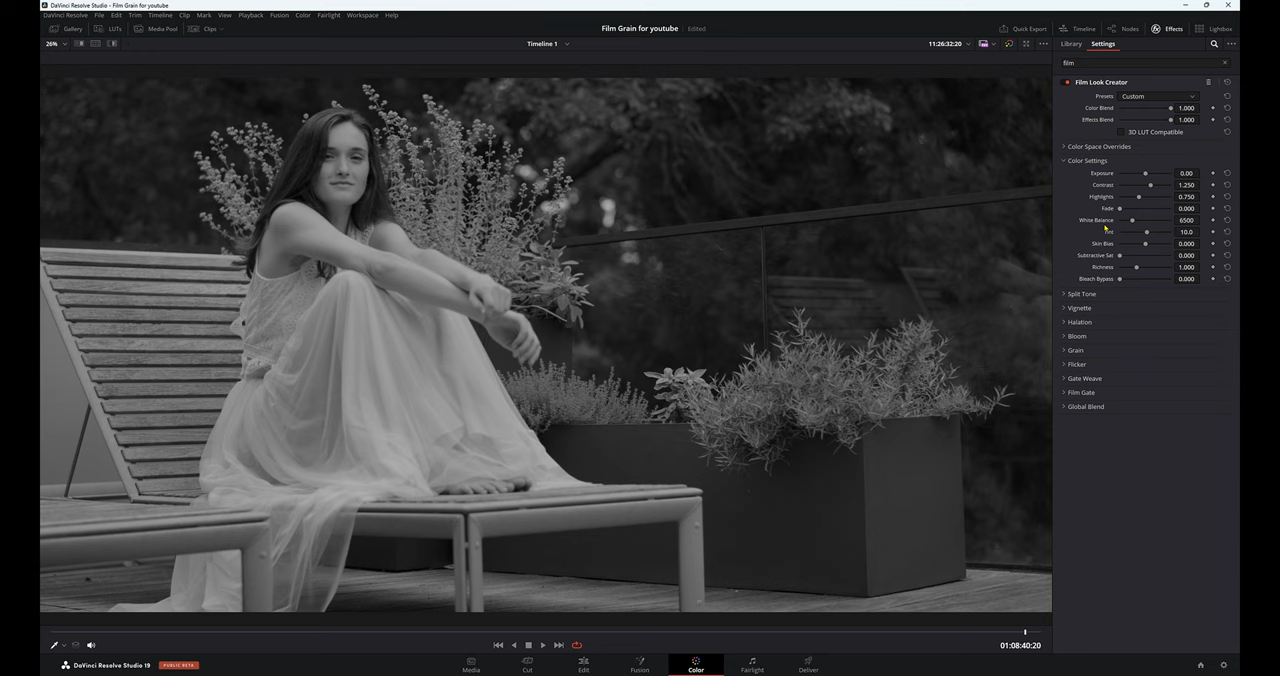 DaVinci Resolve Studio - Film Grain for youtube
DaVinci Resolve File Edit Trim Timeline Clip Mark View Playback Fusion Color Fairlight Workspace Help
Gallery LUTs Media Pool Clips Film Grain for youtube Edited Quick Export Timeline Nodes Effects Lightbox
26% Timeline 1 11:26:32:20 Library Settings
film
Film Look Creator
Presets Custom
Color Blend 1.000
Effects Blend 1.000
3D LUT Compatible
Color Space Overrides
Color Settings
Exposure 0.00
Contrast 1.250
Highlights 0.750
Fade 0.000
White Balance 6500
10.0
Skin Bias 0.000
Subtractive Sat 0.000
Richness 1.000
Bleach Bypass 0.000
Split Tone
Vignette
Halation
Bloom
Grain
Flicker
Gate Weave
Film Gate
Global Blend
01:08:40:20
DaVinci Resolve Studio 19 PUBLIC BETA Media Cut Edit Fusion Color Fairlight Deliver